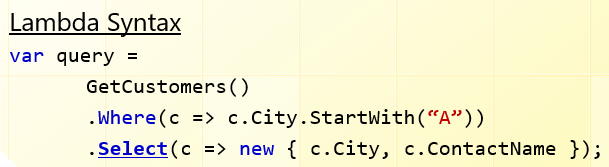 Lambda Syntax
var query =
GetCustomers()
.Where(c => c.City.StartWith(“A”))
.Select(c => new { c.City, c.ContactName });